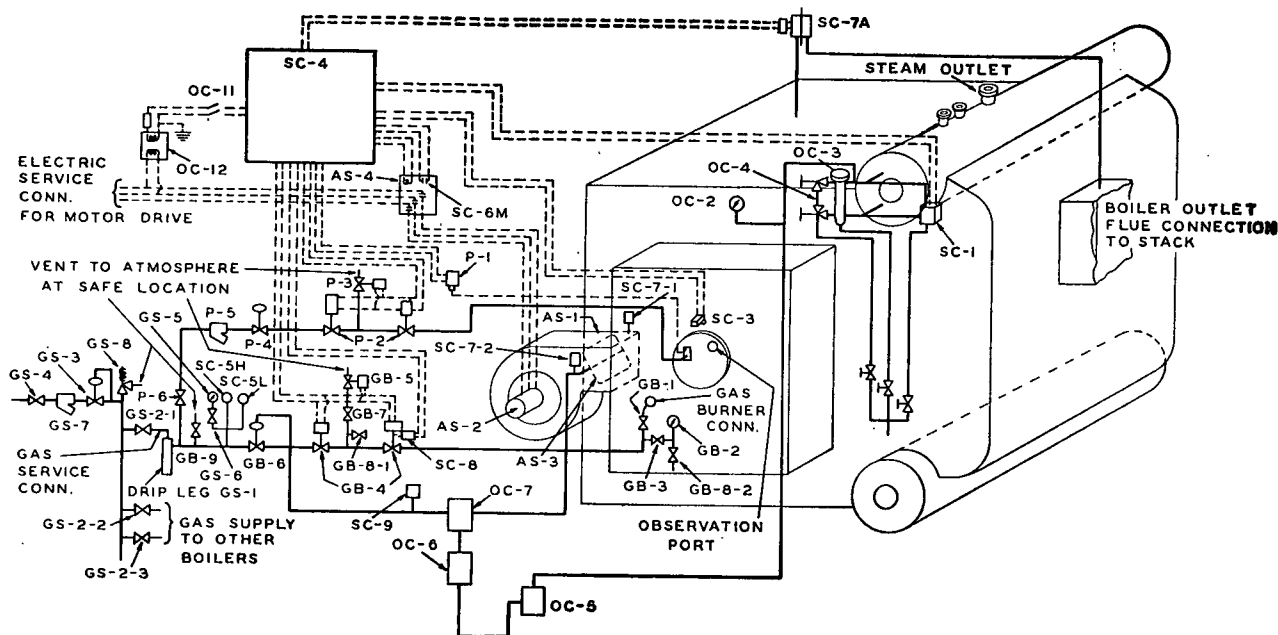 SC-7A
SC-4
STEAM OUTLET
OC-11
OC-3
OC-4
ELECTRIC
SERVICE
CONN.
FOR MOTOR DRIVE
OC-12
AS-4
SC-6M
OC-2
BOILER OUTLET
FLUE CONNECTION
TO STACK
SC-1
VENT TO ATMOSPHERE
AT SAFE LOCATION
P-3
P-1
SC-7-1
GS-5
P-5
AS-1
SC-3
GS-8
P-4
P-2
SC-7-2
GS-3
SC-5H
SC-5L
GS-4
GB-5
GB-1
P-6
GB-7
GAS
BURNER
CONN.
GS-2-1
GS-7
AS-2
AS-3
GAS
SERVICE
CONN.
GB-9
GS-6
GB-6
GB-8-1
SC-8
GB-2
DRIP LEG GS-1
GB-4
GB-3
GB-8-2
SC-9
OC-7
GS-2-2
GAS SUPPLY
TO OTHER
BOILERS
OBSERVATION
PORT
OC-6
GS-2-3
OC-5